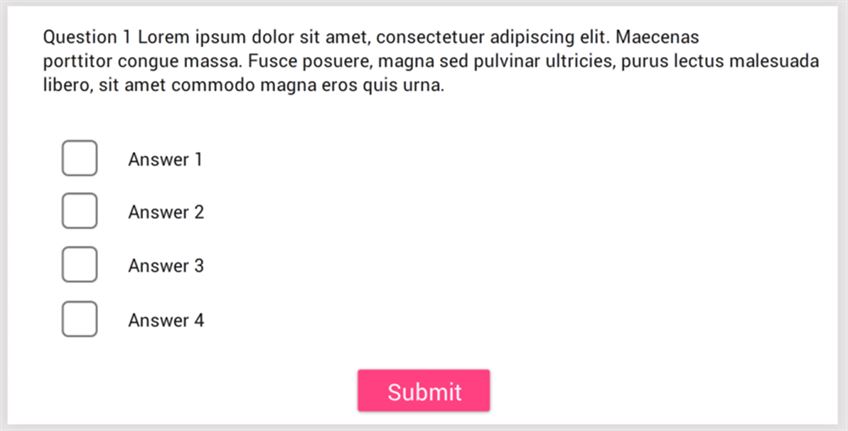 Question 1 Lorem ipsum dolor sit amet, consectetuer adipiscing elit. Maecenas
porttitor congue massa. Fusce posuere, magna sed pulvinar ultricies, purus lectus malesuada
libero, sit amet commodo magna eros quis urna.
Answer 1
Answer 2
Answer 3
Answer 4
Submit